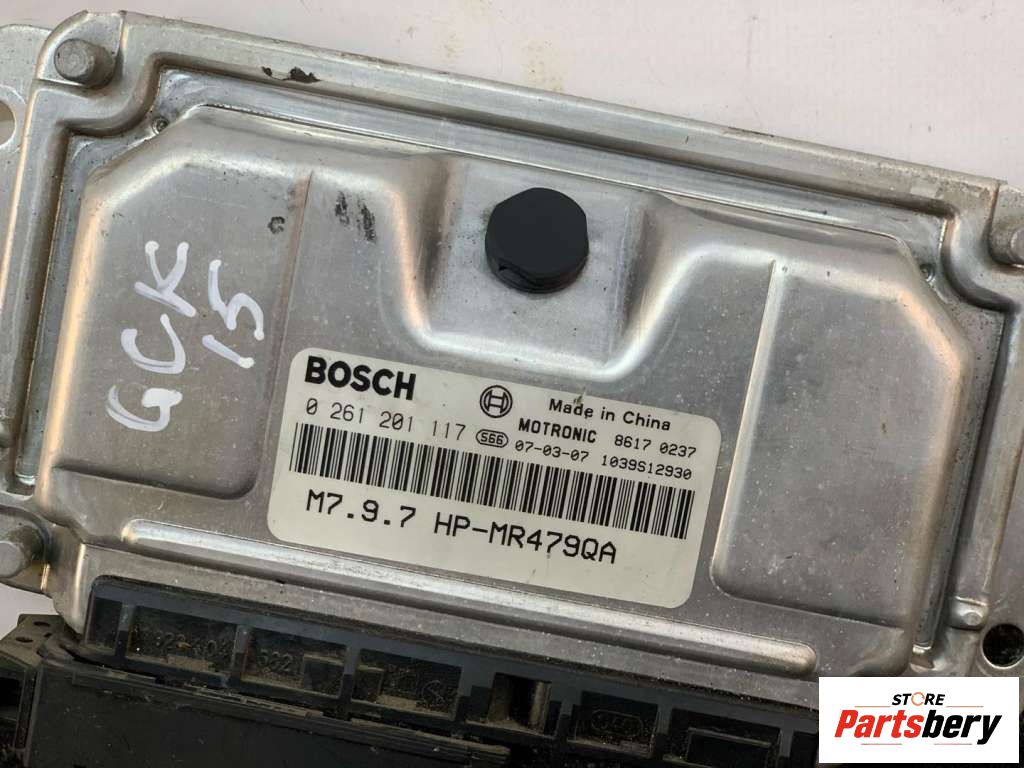 GCK
15
BOSCH
Made in China
0 261 201 117
MOTRONIC 8617 0237
S66 07-03-07 1039S12930
M7.9.7 HP-MR479QA
STORE
Partsbery